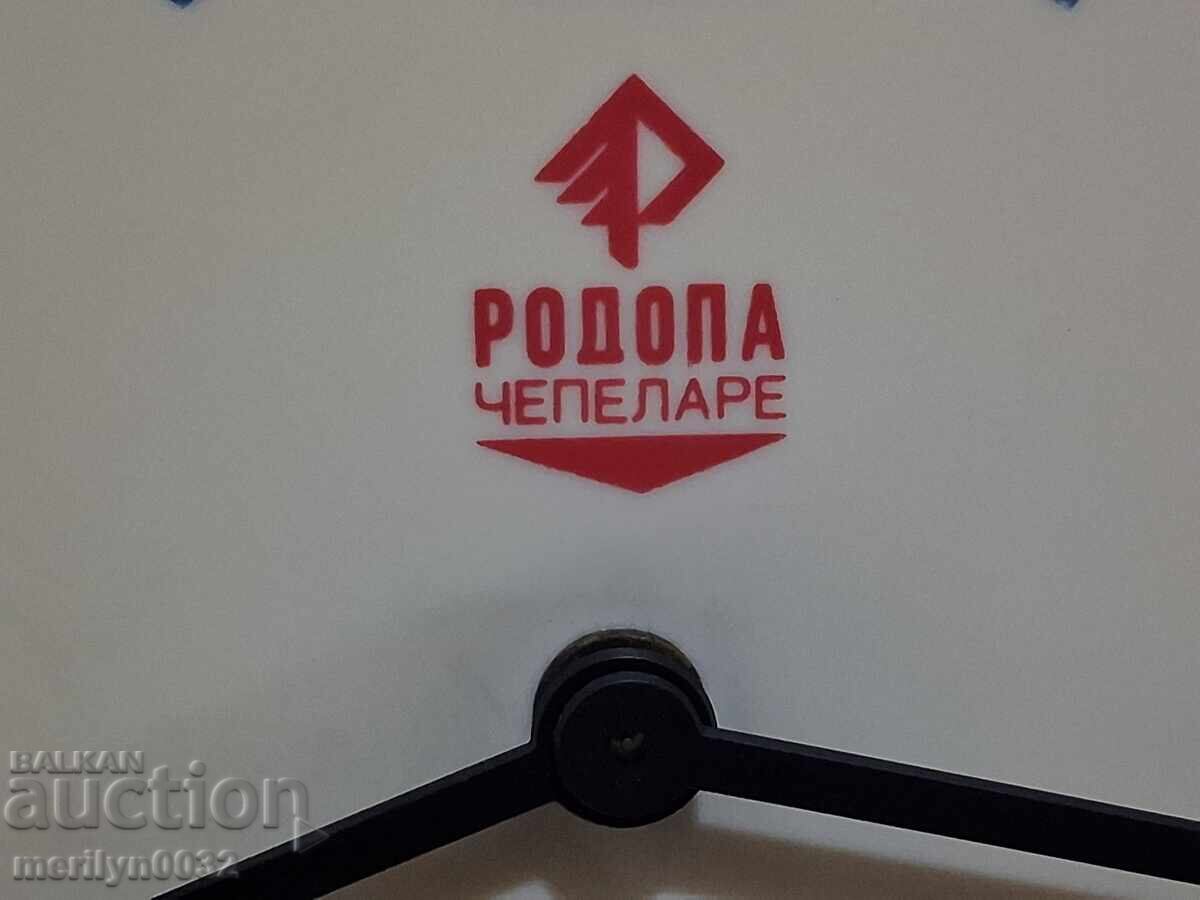 РОДОПА
ЧЕПЕЛАРЕ
BALKAN
auction
merilyn0032